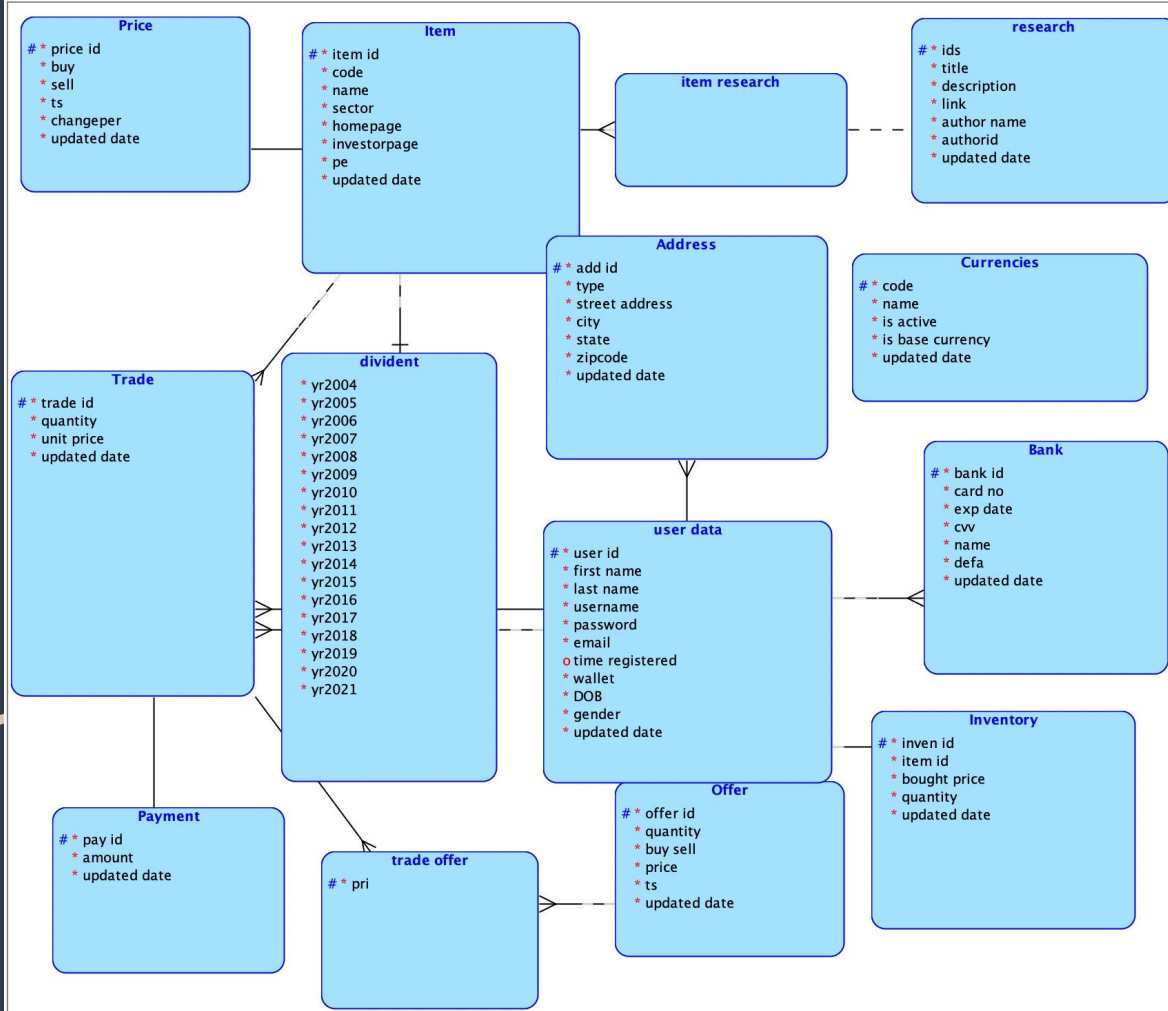 Price
# * price id
* buy
* sell
* ts
* changeper
* updated date
Item
# * item id
* code
* name
* sector
* homepage
* investorpage
* pe
* updated date
item research
research
# * ids
* title
* description
* link
* author name
* authorid
* updated date
Address
# * add id
* type
* street address
* city
* state
* zipcode
* updated date
Currencies
# * code
* name
* is active
* is base currency
* updated date
Trade
# * trade id
* quantity
* unit price
* updated date
divident
* yr2004
* yr2005
* yr2006
* yr2007
* yr2008
* yr2009
* yr2010
* yr2011
* yr2012
* yr2013
* yr2014
* yr2015
* yr2016
* yr2017
* yr2018
* yr2019
* yr2020
* yr2021
user data
# * user id
* first name
* last name
* username
* password
* email
o time registered
* wallet
* DOB
* gender
* updated date
Bank
# * bank id
* card no
* exp date
* cvv
* name
* defa
* updated date
Inventory
# * inven id
* item id
* bought price
* quantity
* updated date
Payment
# * pay id
* amount
* updated date
trade offer
# * pri
Offer
# * offer id
* quantity
* buy sell
* price
* ts
* updated date